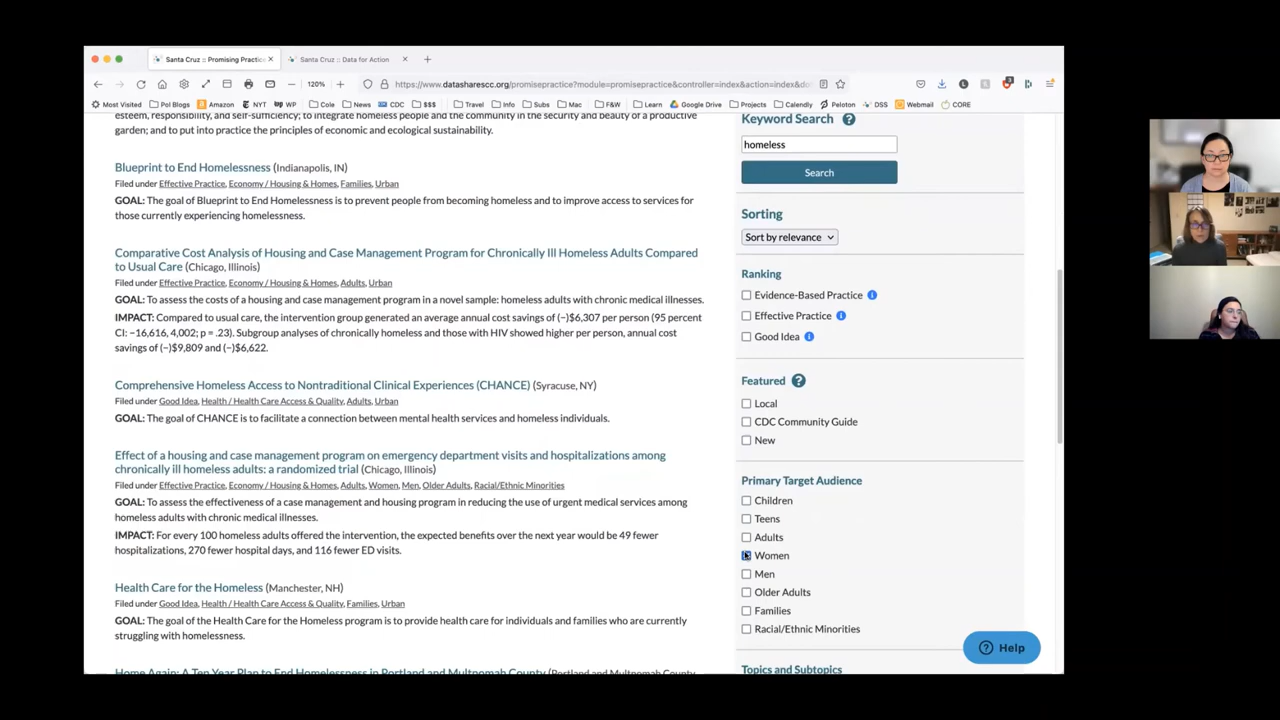 Santa Cruz :: Promising Practic
Santa Cruz :: Data for Action
120%
https://www.datasharescc.org/promisepractice?module=promisepractice&controller=index&action=index&do
Most Visited Pol Blogs Amazon NYT WP Cole News CDC $$$ Travel Info Subs Mac F&W Learn Google Drive Projects Calendly Peloton DSS Webmail CORE
esteem, responsibility, and self-sufficiency; to integrate homeless people and the community in the security and beauty of a productive
garden; and to put into practice the principles of economic and ecological sustainability.
Blueprint to End Homelessness (Indianapolis, IN)
Filed under Effective Practice, Economy / Housing & Homes, Families, Urban
GOAL: The goal of Blueprint to End Homelessness is to prevent people from becoming homeless and to improve access to services for
those currently experiencing homelessness.
Comparative Cost Analysis of Housing and Case Management Program for Chronically Ill Homeless Adults Compared
to Usual Care (Chicago, Illinois)
Filed under Effective Practice, Economy / Housing & Homes, Adults, Urban
GOAL: To assess the costs of a housing and case management program in a novel sample: homeless adults with chronic medical illnesses.
IMPACT: Compared to usual care, the intervention group generated an average annual cost savings of (−)$6,307 per person (95 percent
CI: −16,616, 4,002; p = .23). Subgroup analyses of chronically homeless and those with HIV showed higher per person, annual cost
savings of (−)$9,809 and (−)$6,622.
Comprehensive Homeless Access to Nontraditional Clinical Experiences (CHANCE) (Syracuse, NY)
Filed under Good Idea, Health / Health Care Access & Quality, Adults, Urban
GOAL: The goal of CHANCE is to facilitate a connection between mental health services and homeless individuals.
Effect of a housing and case management program on emergency department visits and hospitalizations among
chronically ill homeless adults: a randomized trial (Chicago, Illinois)
Filed under Effective Practice, Economy / Housing & Homes, Adults, Women, Men, Older Adults, Racial/Ethnic Minorities
GOAL: To assess the effectiveness of a case management and housing program in reducing the use of urgent medical services among
homeless adults with chronic medical illnesses.
IMPACT: For every 100 homeless adults offered the intervention, the expected benefits over the next year would be 49 fewer
hospitalizations, 270 fewer hospital days, and 116 fewer ED visits.
Health Care for the Homeless (Manchester, NH)
Filed under Good Idea, Health / Health Care Access & Quality, Families, Urban
GOAL: The goal of the Health Care for the Homeless program is to provide health care for individuals and families who are currently
struggling with homelessness.
Home Again: A Ten Year Plan to End Homelessness in Portland and Multnomah County (Portland and Multnomah County,
Keyword Search ?
homeless
Search
Sorting
Sort by relevance
Ranking
Evidence-Based Practice
Effective Practice
Good Idea
Featured ?
Local
CDC Community Guide
New
Primary Target Audience
Children
Teens
Adults
Women
Men
Older Adults
Families
Racial/Ethnic Minorities
Topics and Subtopics
? Help